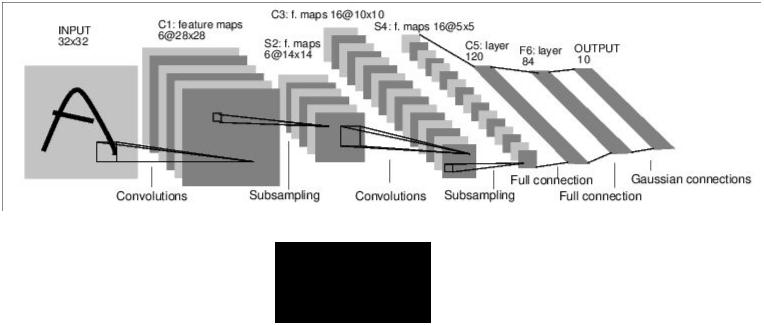 INPUT
32x32
C1: feature maps
6@28x28
S2: f. maps
6@14x14
C3: f. maps 16@10x10
S4: f. maps 16@5x5
C5: layer
120
F6: layer
84
OUTPUT
10
Convolutions
Subsampling
Convolutions
Subsampling
Full connection
Full connection
Gaussian connections
A